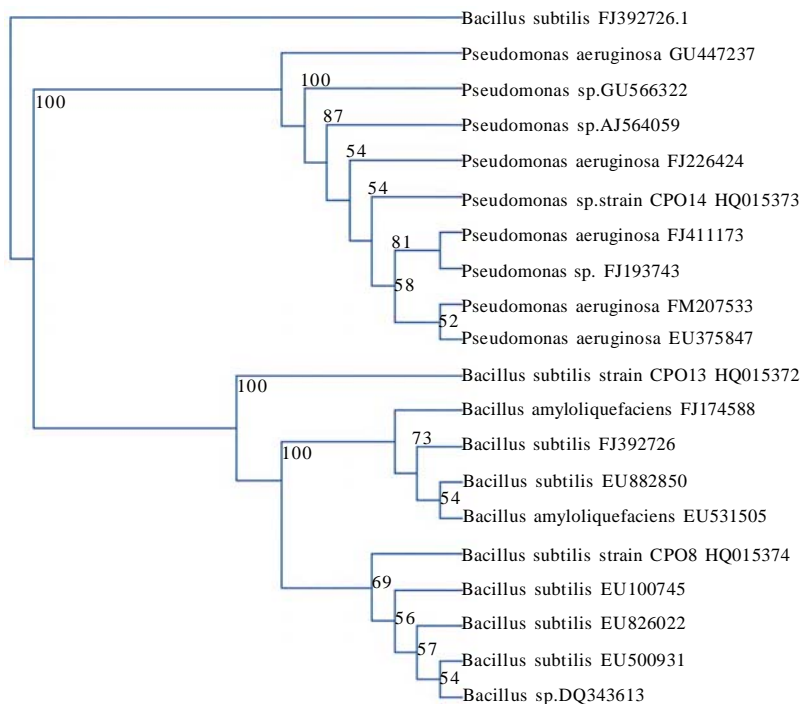 Bacillus subtilis FJ392726.1
Pseudomonas aeruginosa GU447237
100
100
Pseudomonas sp.GU566322
87
Pseudomonas sp.AJ564059
54
Pseudomonas aeruginosa FJ226424
54
Pseudomonas sp.strain CPO14 HQ015373
81
Pseudomonas aeruginosa FJ411173
Pseudomonas sp. FJ193743
58
Pseudomonas aeruginosa FM207533
52
Pseudomonas aeruginosa EU375847
100
Bacillus subtilis strain CPO13 HQ015372
Bacillus amyloliquefaciens FJ174588
73
100
Bacillus subtilis FJ392726
Bacillus subtilis EU882850
54
Bacillus amyloliquefaciens EU531505
Bacillus subtilis strain CPO8 HQ015374
69
Bacillus subtilis EU100745
56
Bacillus subtilis EU826022
57
Bacillus subtilis EU500931
54
Bacillus sp.DQ343613